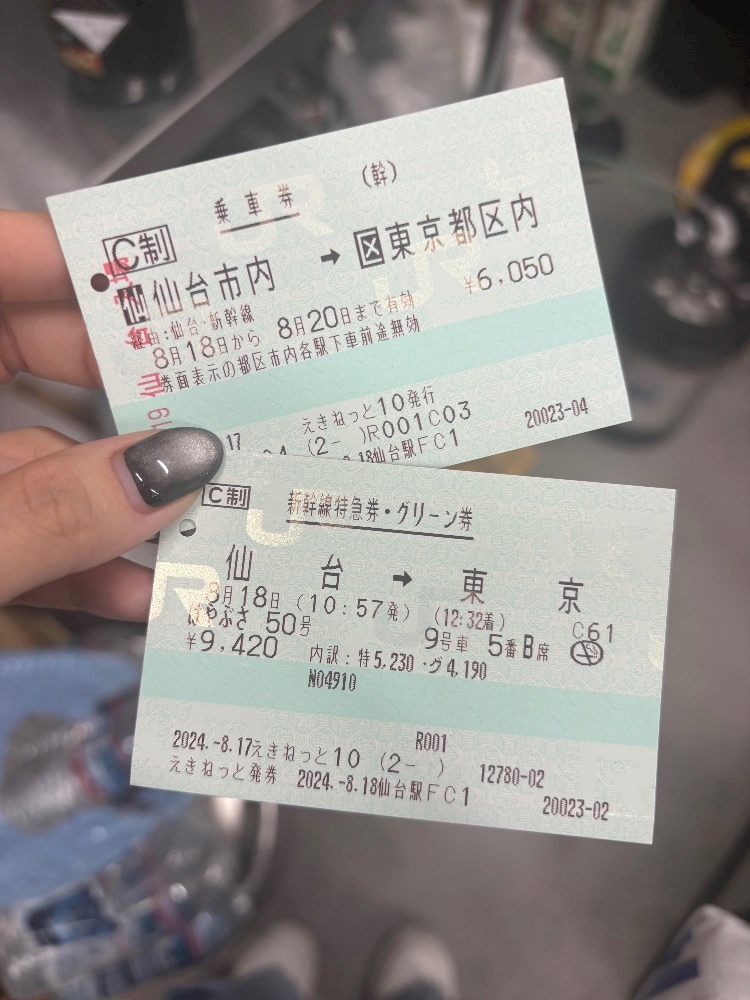 (幹)
乗車券
C制
仙 仙台市内 → 区 東京都区内
経由:仙台・新幹線
¥6,050
8月18日から 8月20日まで有効
券面表示の都区市内各駅下車前途無効
えきねっと10発行
17
(2- )R001C03
20023-04
8.18仙台駅FC1
C制
新幹線特急券・グリーン券
仙台 → 東京
8月18日 (10:57発) (12:32着) C61
はやぶさ 50号 9号車 5番B席
¥9,420 内訳:特5,230・グ4,190
N04910
R001
2024.-8.17えきねっと10 (2- ) 12780-02
えきねっと発券 2024.-8.18仙台駅FC1 20023-02
JR